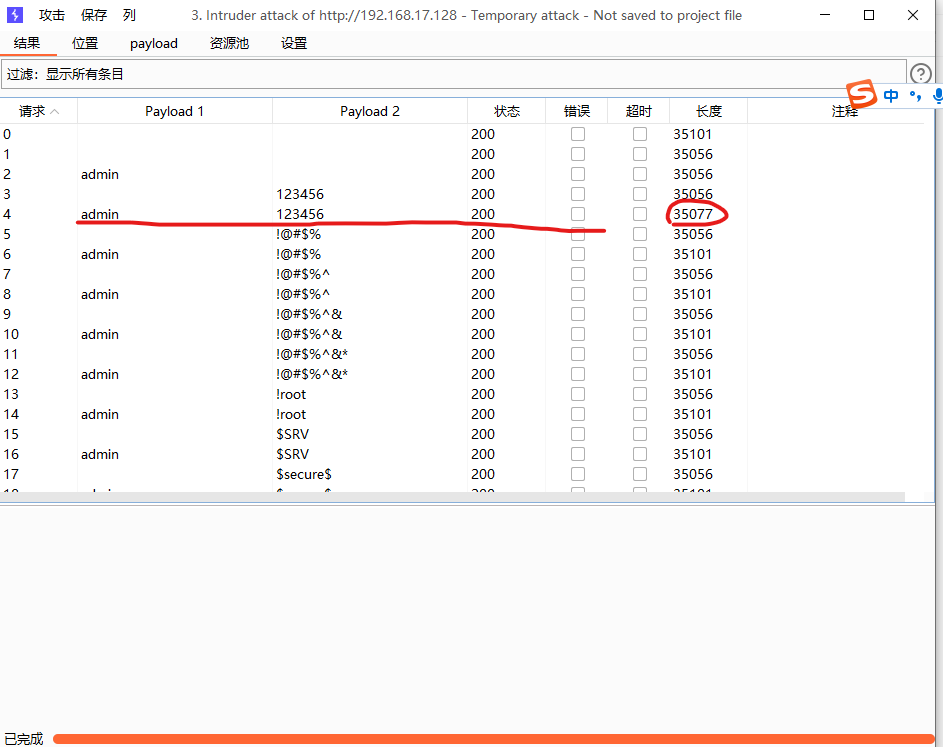 攻击 保存 列 3. Intruder attack of http://192.168.17.128 - Temporary attack - Not saved to project file
结果 位置 payload 资源池 设置
过滤：显示所有条目 ?
S 中 °,
请求 Payload 1 Payload 2 状态 错误 超时 长度 注释
0 200 35101
1 200 35056
2 admin 200 35056
3 123456 200 35056
4 admin 123456 200 35077
5 !@#$% 200 35056
6 admin !@#$% 200 35101
7 !@#$%^ 200 35056
8 admin !@#$%^ 200 35101
9 !@#$%^& 200 35056
10 admin !@#$%^& 200 35101
11 !@#$%^&* 200 35056
12 admin !@#$%^&* 200 35101
13 !root 200 35056
14 admin !root 200 35101
15 $SRV 200 35056
16 admin $SRV 200 35101
17 $secure$ 200 35056
已完成